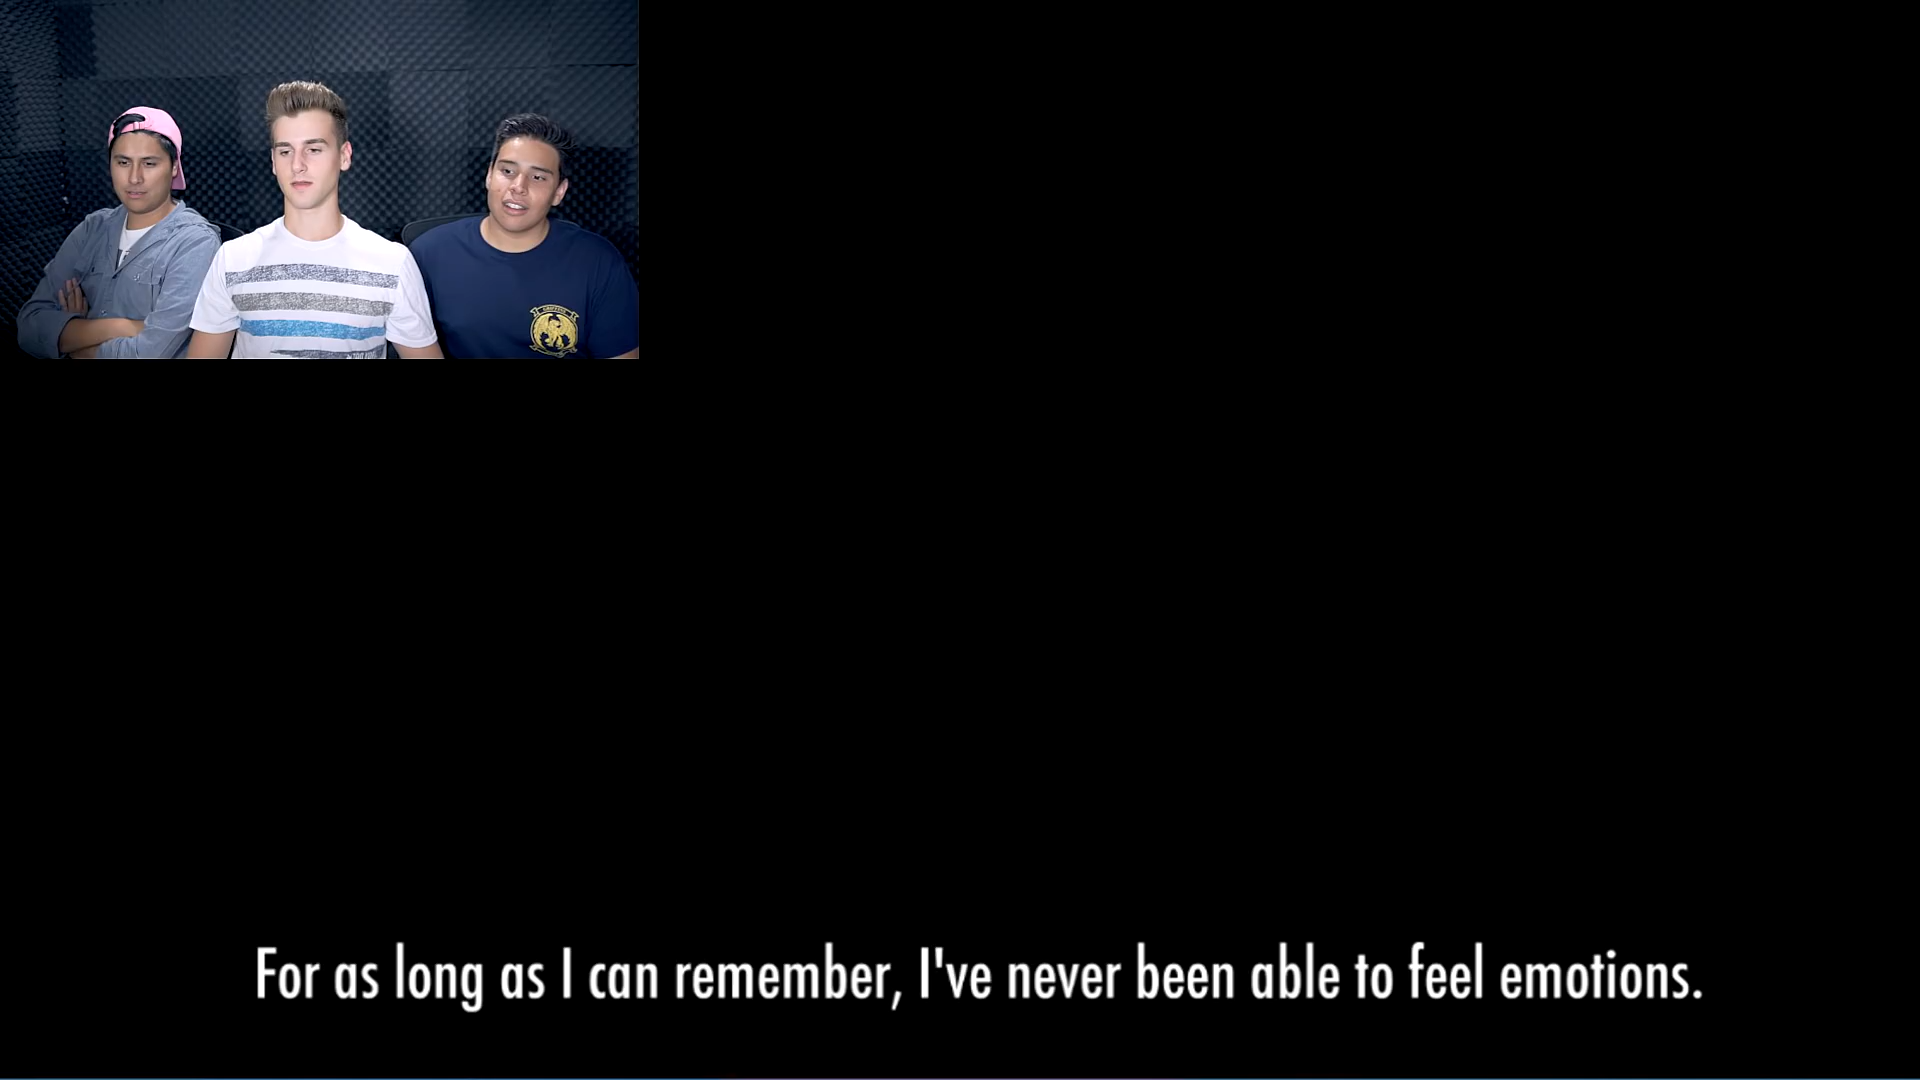 For as long as I can remember, I've never been able to feel emotions.